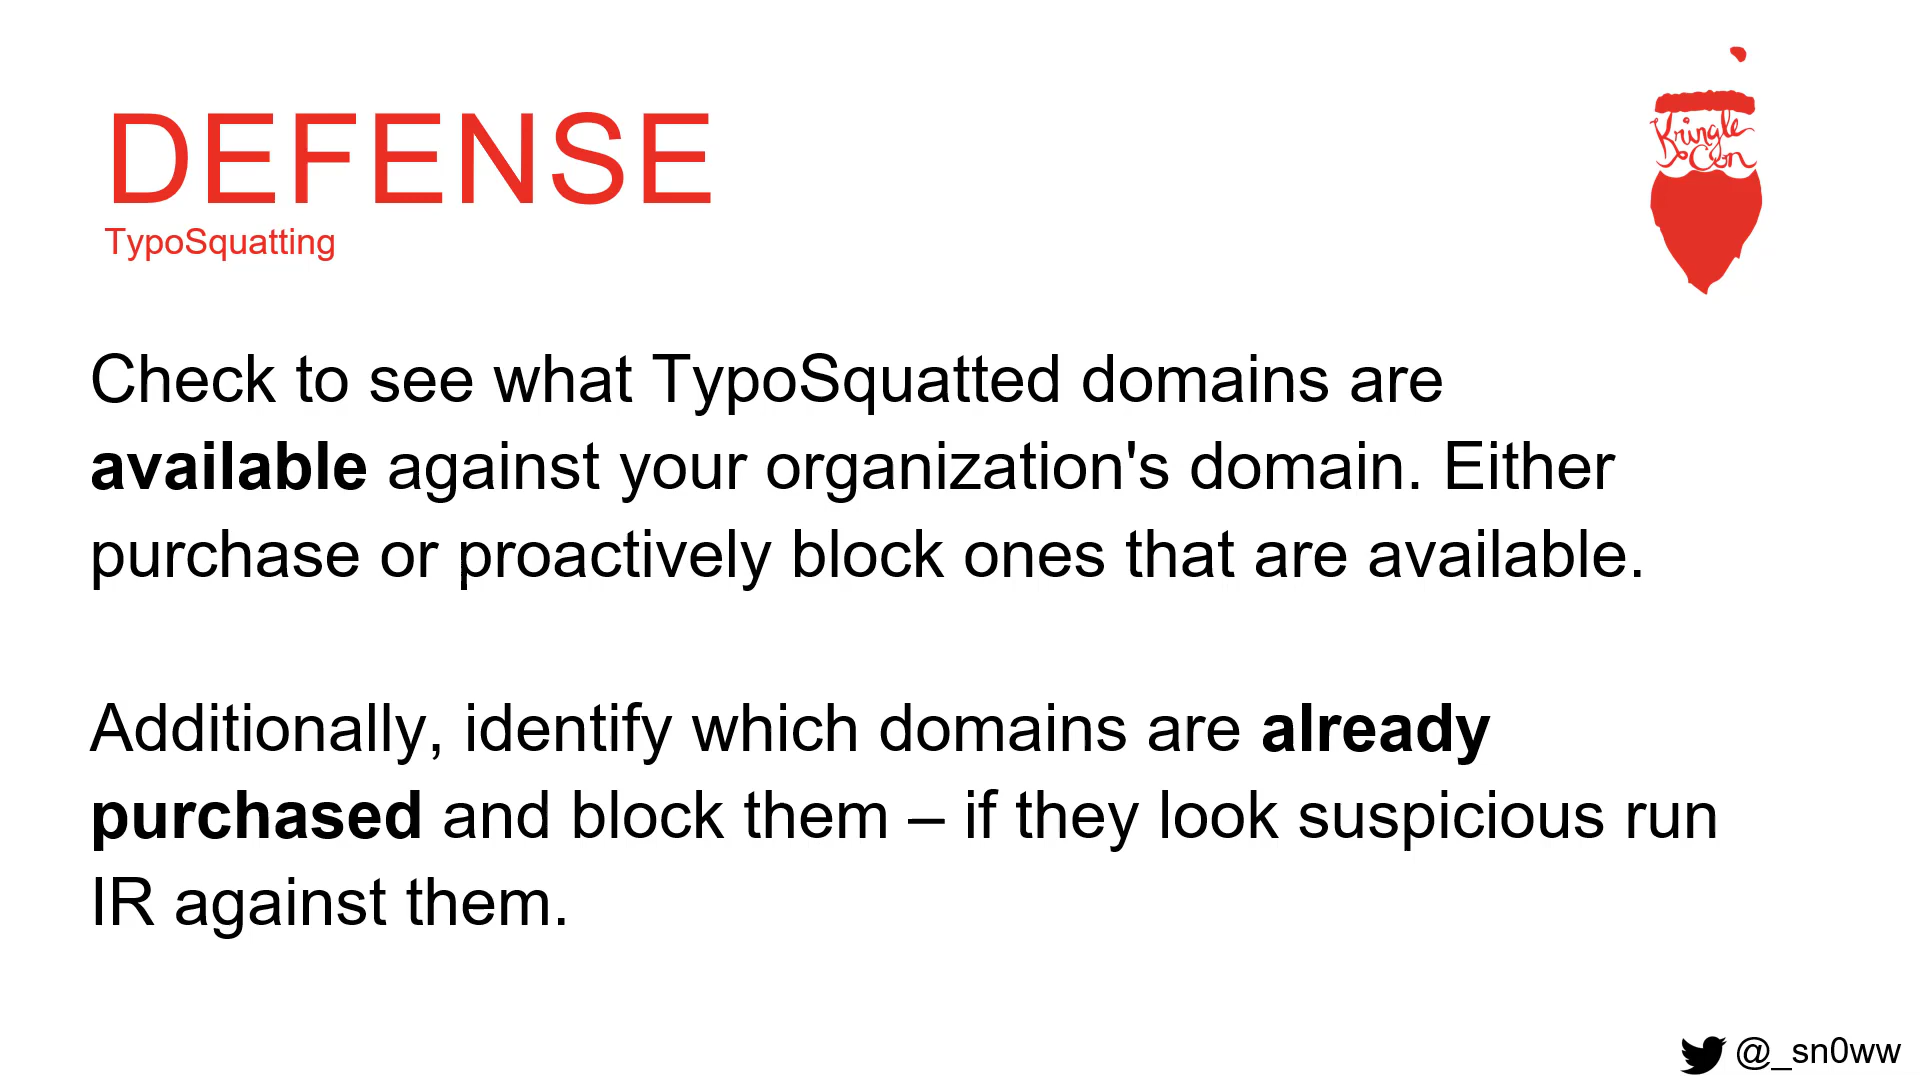 DEFENSE
TypoSquatting
Kringle
Con
Check to see what TypoSquatted domains are
available against your organization's domain. Either
purchase or proactively block ones that are available.
Additionally, identify which domains are already
purchased and block them – if they look suspicious run
IR against them.
@_sn0ww